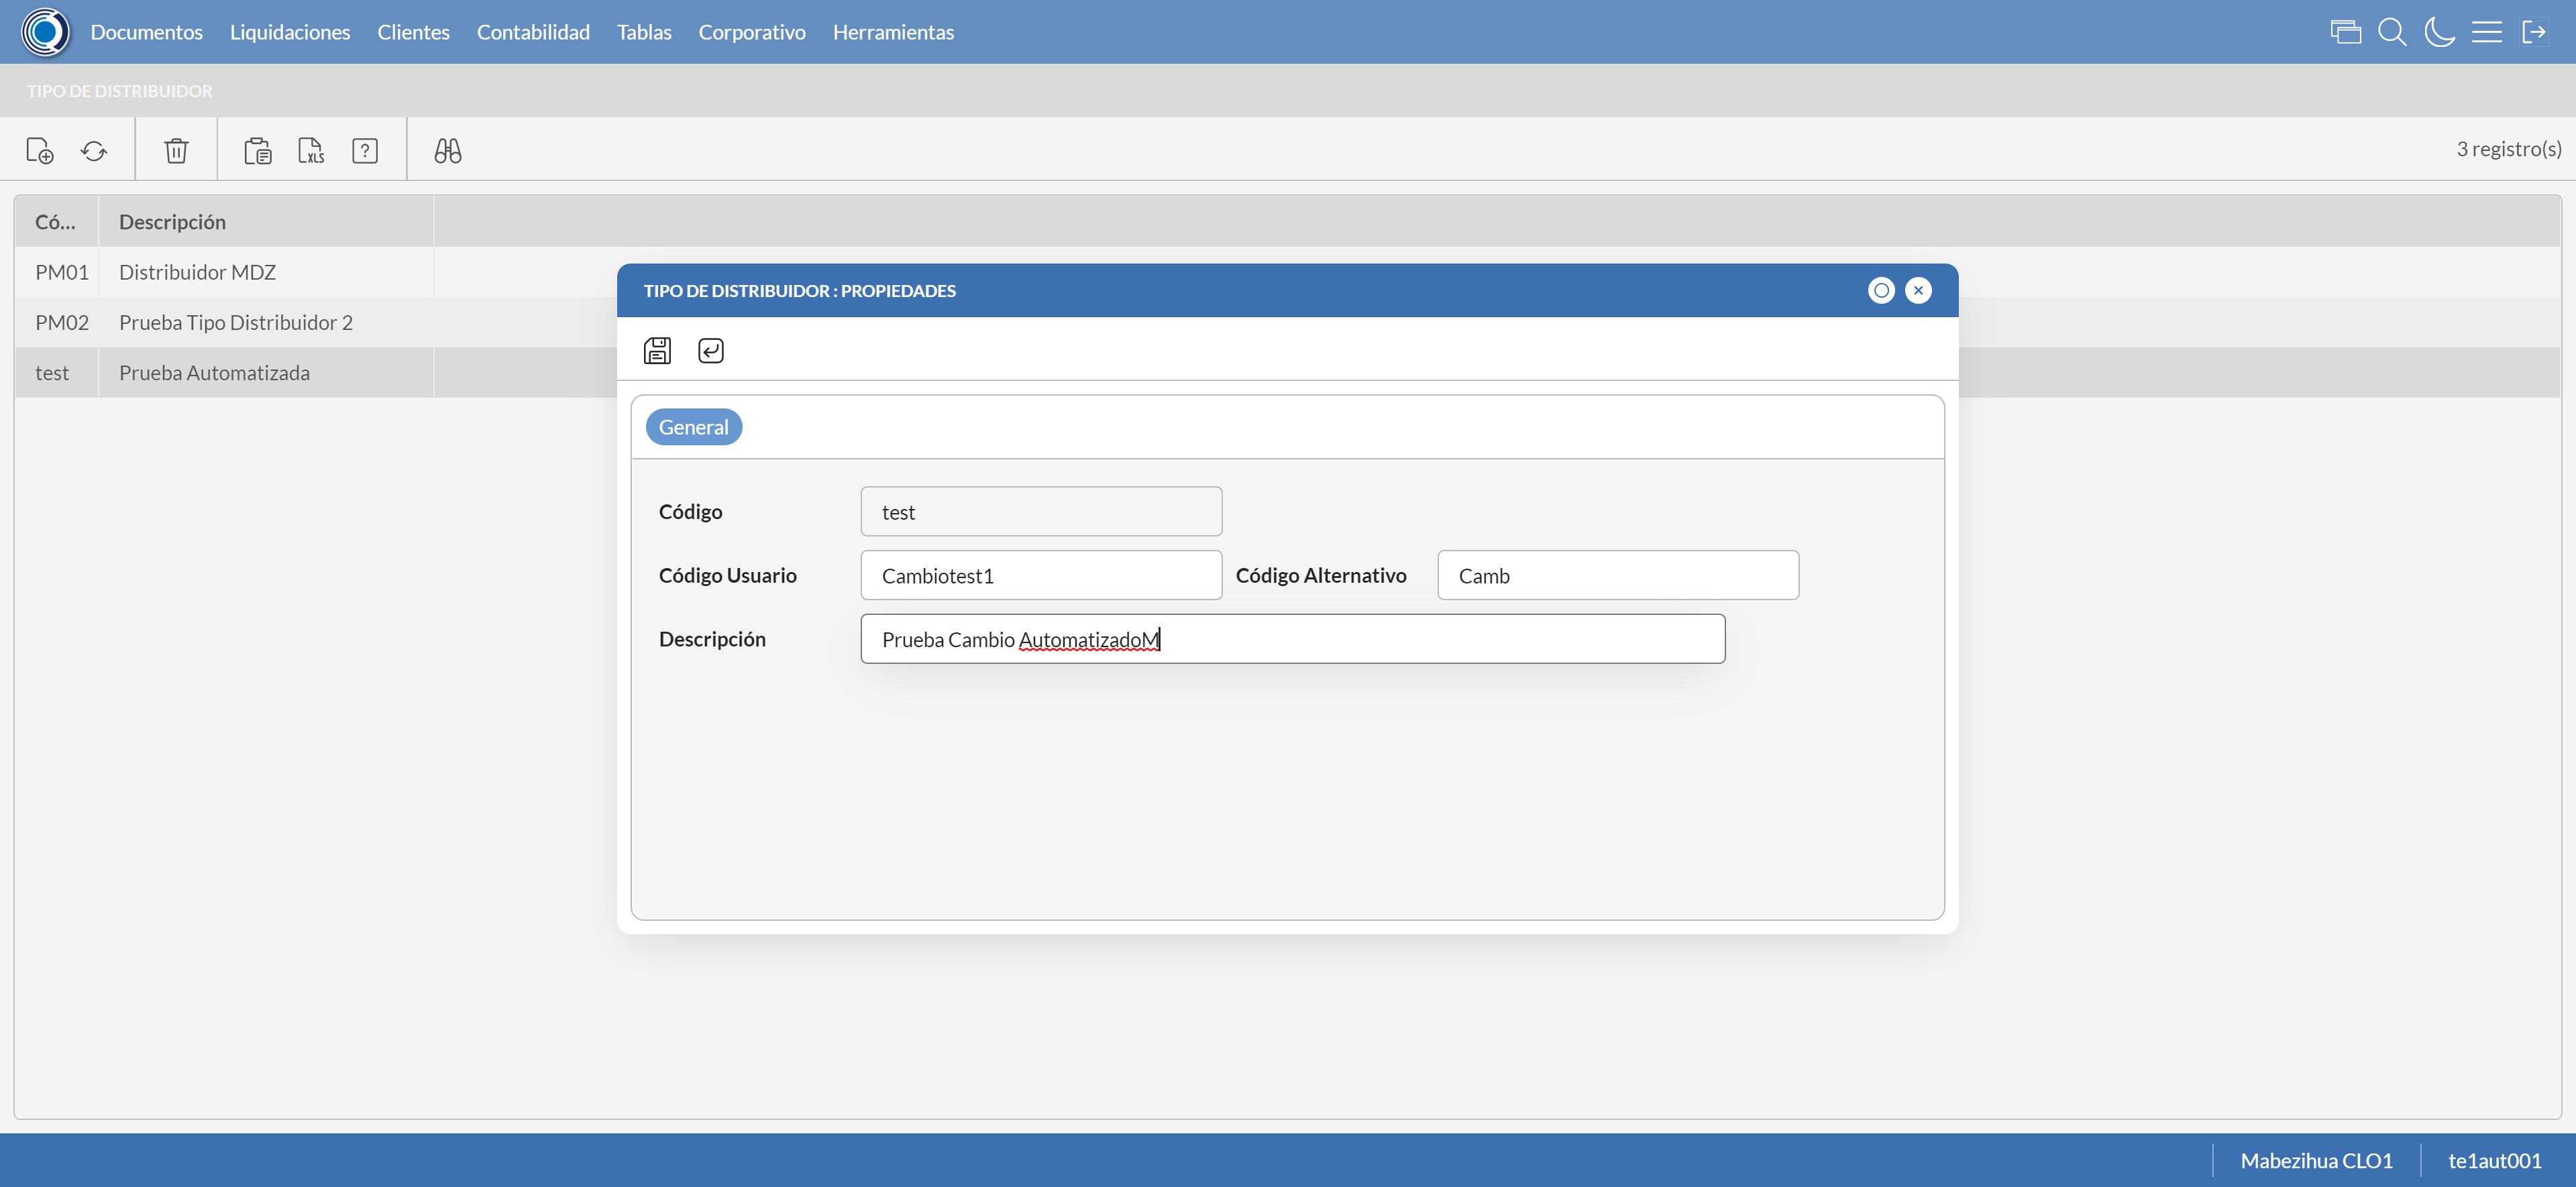 Documentos Liquidaciones Clientes Contabilidad Tablas Corporativo Herramientas
TIPO DE DISTRIBUIDOR
XLS ? 3 registro(s)
Có... Descripción
PM01 Distribuidor MDZ
PM02 Prueba Tipo Distribuidor 2
test Prueba Automatizada
TIPO DE DISTRIBUIDOR : PROPIEDADES
General
Código test
Código Usuario Cambiotest1 Código Alternativo Camb
Descripción Prueba Cambio AutomatizadoM
Mabezihua CLO1 te1aut001